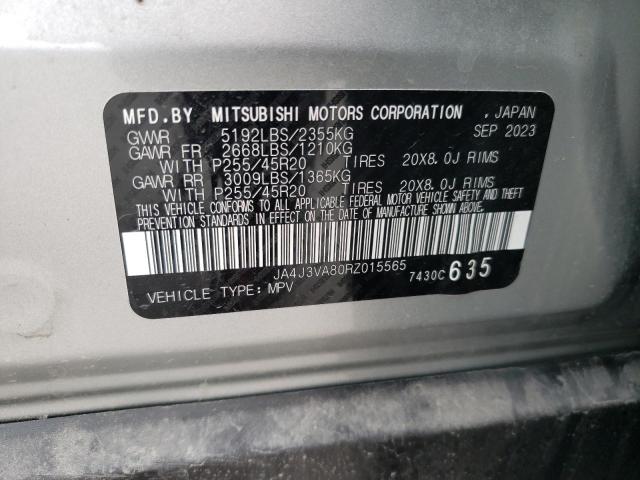 MFD.BY MITSUBISHI MOTORS CORPORATION , JAPAN
GVWR 5192LBS/2355KG SEP 2023
GAWR FR 2668LBS/1210KG
WITH P255/45R20 TIRES 20X8.0J RIMS
GAWR RR 3009LBS/1365KG
WITH P255/45R20 TIRES 20X8.0J RIMS
THIS VEHICLE CONFORMS TO ALL APPLICABLE FEDERAL MOTOR VEHICLE SAFETY AND THEFT
PREVENTION STANDARDS IN EFFECT ON THE DATE OF MANUFACTURE SHOWN ABOVE.
JA4J3VA80RZ015565
7430C 635
VEHICLE TYPE:MPV